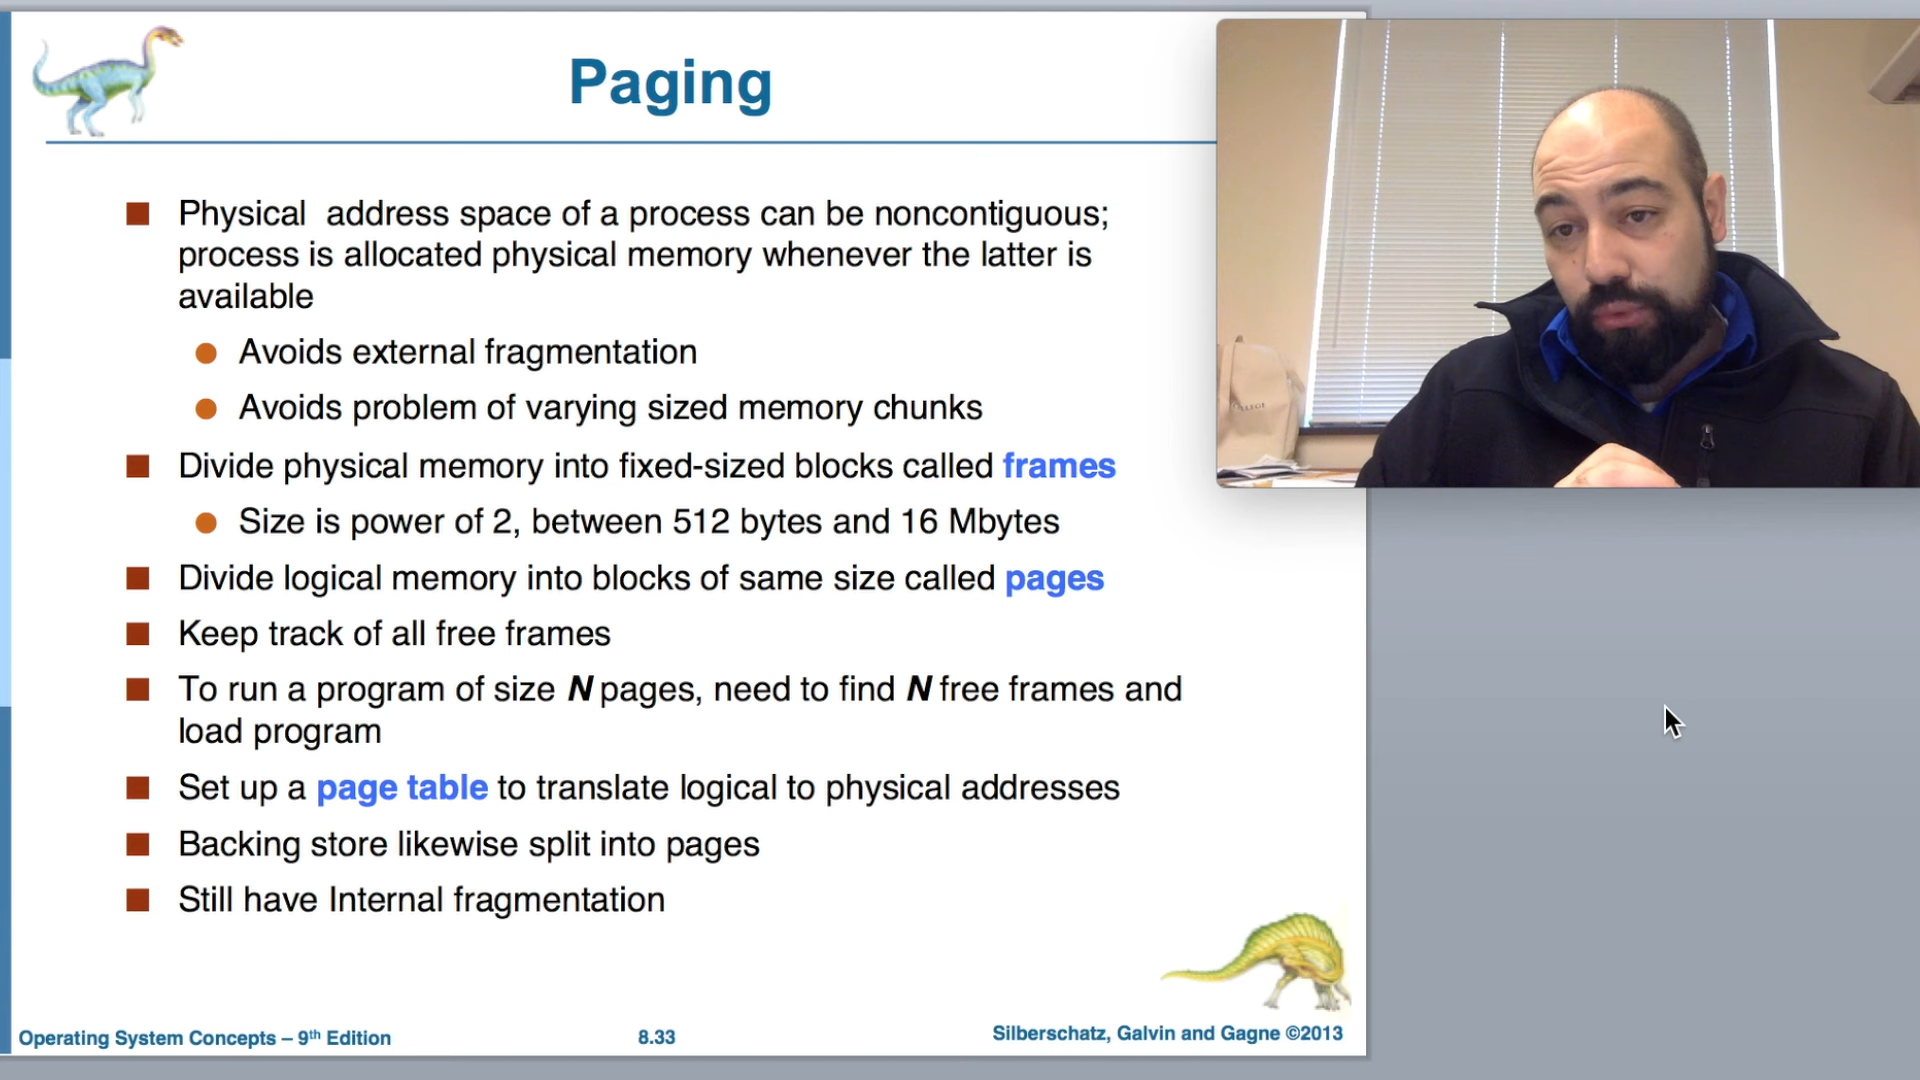 Paging
Physical  address space of a process can be noncontiguous;
process is allocated physical memory whenever the latter is
available
Avoids external fragmentation
Avoids problem of varying sized memory chunks
Divide physical memory into fixed-sized blocks called frames
Size is power of 2, between 512 bytes and 16 Mbytes
Divide logical memory into blocks of same size called pages
Keep track of all free frames
To run a program of size N pages, need to find N free frames and
load program
Set up a page table to translate logical to physical addresses
Backing store likewise split into pages
Still have Internal fragmentation
Operating System Concepts – 9th Edition
8.33
Silberschatz, Galvin and Gagne ©2013